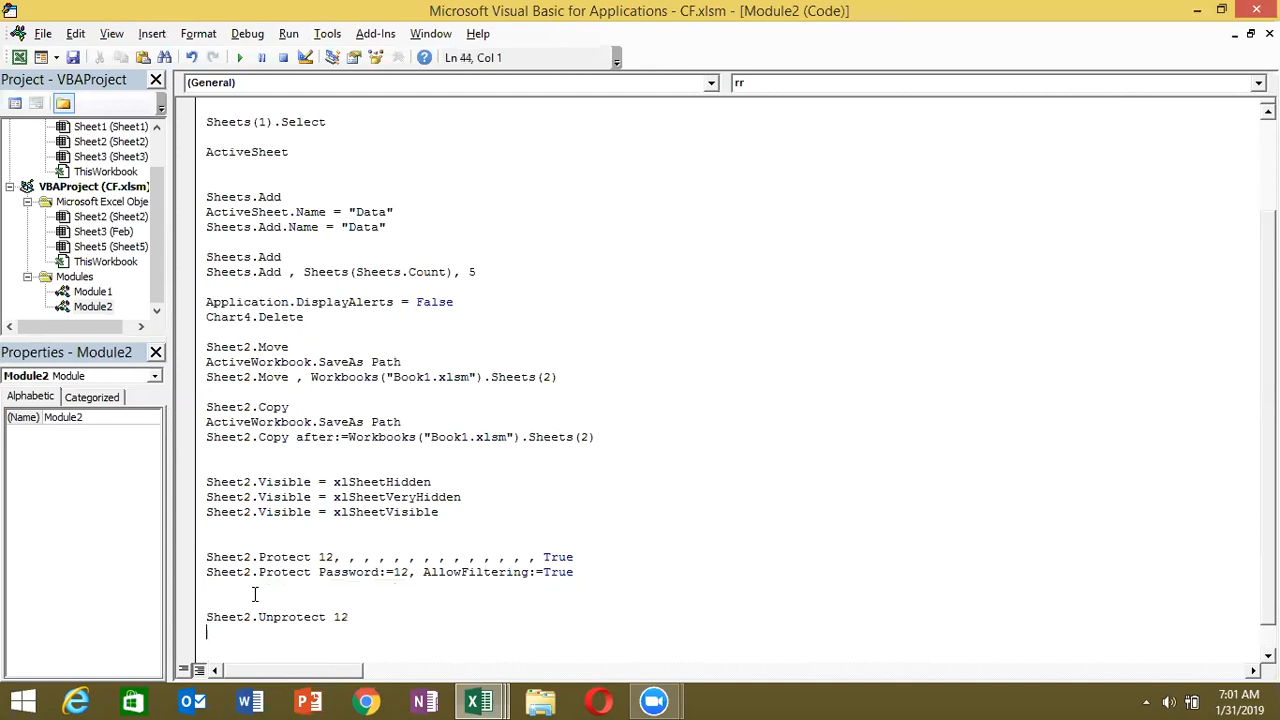 Microsoft Visual Basic for Applications - CF.xlsm - [Module2 (Code)]
File Edit View Insert Format Debug Run Tools Add-Ins Window Help
Ln 44, Col 1
Project - VBAProject
(General)
rr
Sheet1 (Sheet1)
Sheet2 (Sheet2)
Sheet3 (Sheet3)
ThisWorkbook
VBAProject (CF.xlsm)
Microsoft Excel Obje
Sheet2 (Sheet2)
Sheet3 (Feb)
Sheet5 (Sheet5)
ThisWorkbook
Modules
Module1
Module2
Properties - Module2
Module2 Module
Alphabetic Categorized
(Name) Module2
Sheets(1).Select
ActiveSheet
Sheets.Add
ActiveSheet.Name = "Data"
Sheets.Add.Name = "Data"
Sheets.Add
Sheets.Add , Sheets(Sheets.Count), 5
Application.DisplayAlerts = False
Chart4.Delete
Sheet2.Move
ActiveWorkbook.SaveAs Path
Sheet2.Move , Workbooks("Book1.xlsm").Sheets(2)
Sheet2.Copy
ActiveWorkbook.SaveAs Path
Sheet2.Copy after:=Workbooks("Book1.xlsm").Sheets(2)
Sheet2.Visible = xlSheetHidden
Sheet2.Visible = xlSheetVeryHidden
Sheet2.Visible = xlSheetVisible
Sheet2.Protect 12, , , , , , , , , , , , , , True
Sheet2.Protect Password:=12, AllowFiltering:=True
Sheet2.Unprotect 12
7:01 AM
1/31/2019